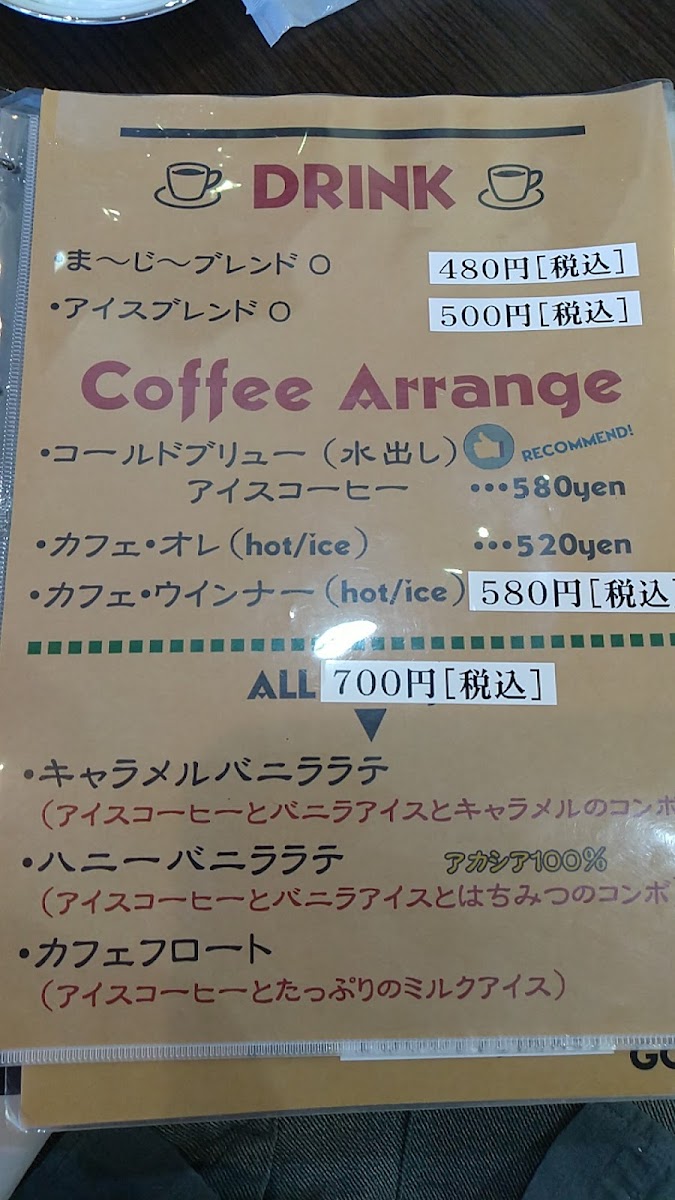 DRINK
・ま〜じ〜ブレンド ○ 480円[税込]
・アイスブレンド ○ 500円[税込]
Coffee Arrange
・コールドブリュー（水出し） RECOMMEND!
アイスコーヒー •••580yen
・カフェ・オレ（hot/ice） •••520yen
・カフェ・ウインナー（hot/ice） 580円[税込
ALL 700円[税込]
・キャラメルバニララテ
（アイスコーヒーとバニラアイスとキャラメルのコンボ
・ハニーバニララテ アカシア100%
（アイスコーヒーとバニラアイスとはちみつのコンボ
・カフェフロート
（アイスコーヒーとたっぷりのミルクアイス）